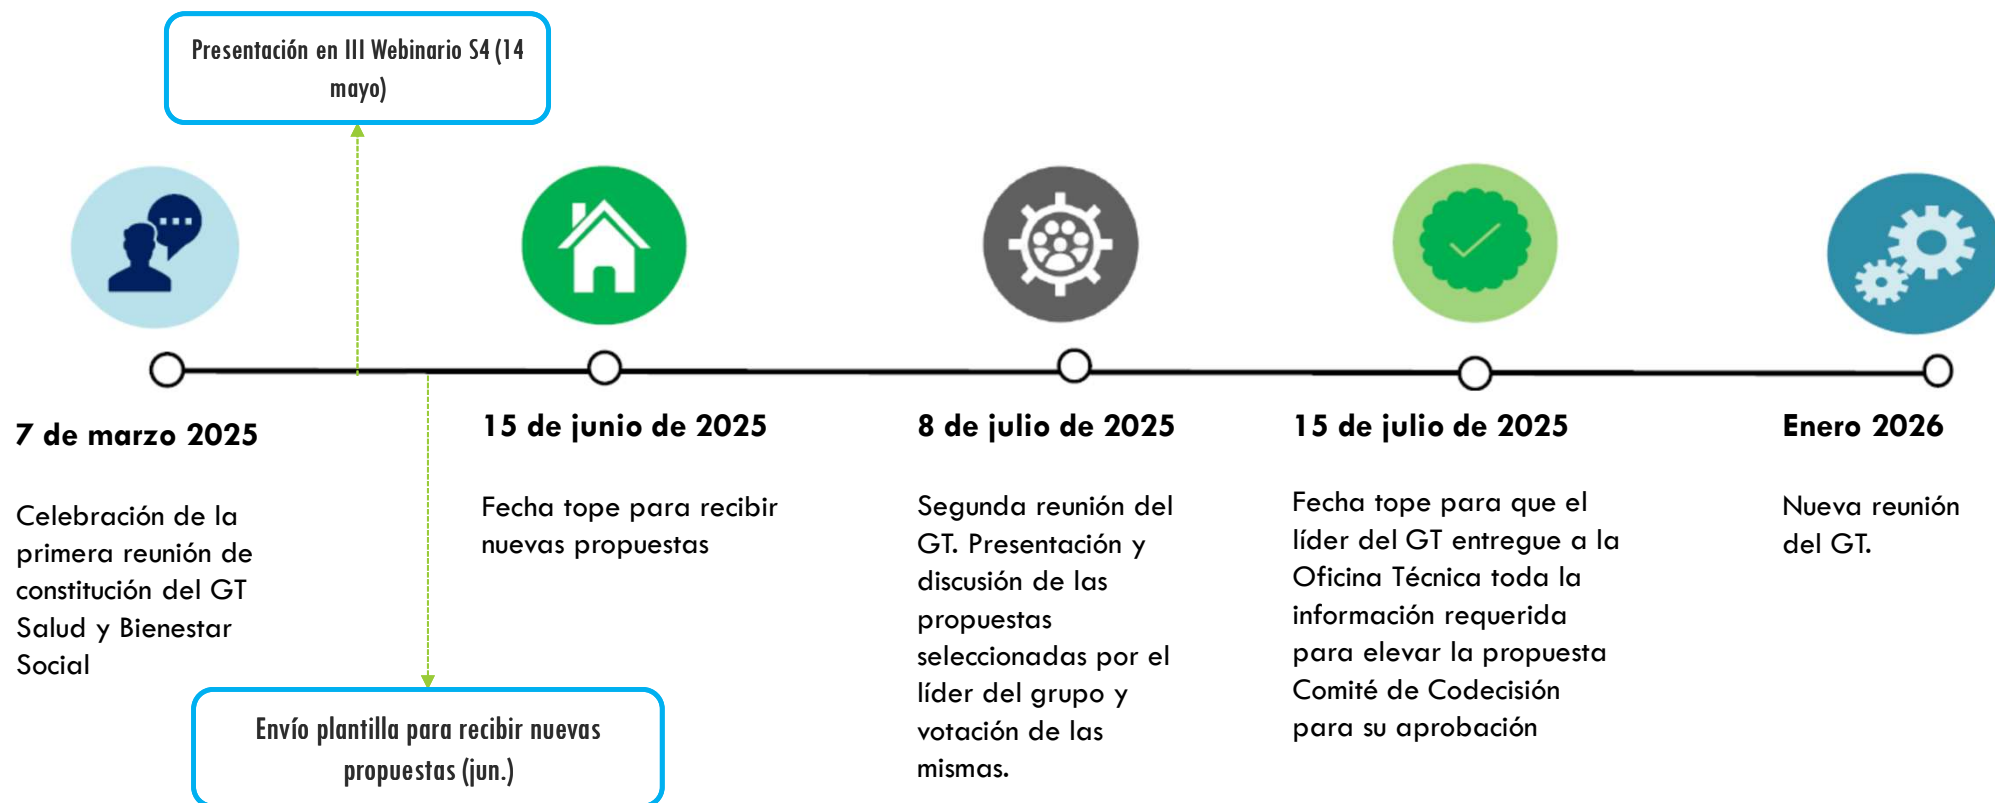 Presentación en III Webinario S4 (14
mayo)
7 de marzo 2025
Celebración de la
primera reunión de
constitución del GT
Salud y Bienestar
Social
Envío plantilla para recibir nuevas
propuestas (jun.)
15 de junio de 2025
Fecha tope para recibir
nuevas propuestas
8 de julio de 2025
Segunda reunión del
GT. Presentación y
discusión de las
propuestas
seleccionadas por el
líder del grupo y
votación de las
mismas.
15 de julio de 2025
Fecha tope para que el
líder del GT entregue a la
Oficina Técnica toda la
información requerida
para elevar la propuesta
Comité de Codecisión
para su aprobación
Enero 2026
Nueva reunión
del GT.